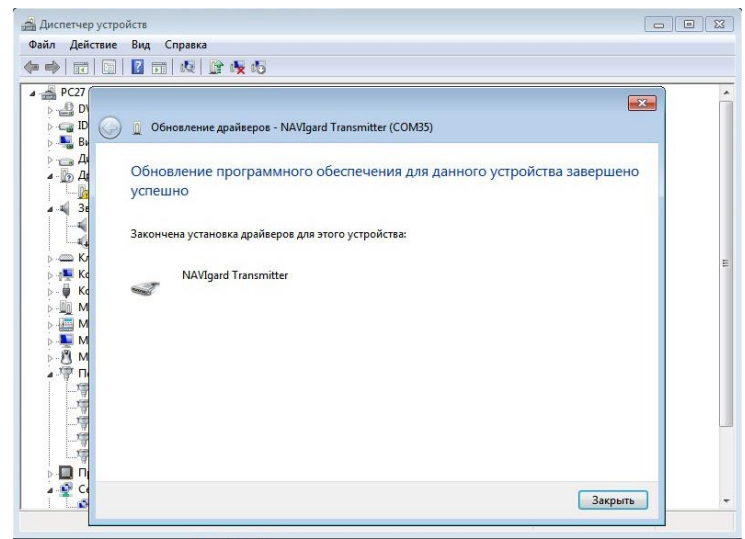 Диспетчер устройств
Файл Действие Вид Справка
PC27
Обновление драйверов - NAVIgard Transmitter (COM35)
Обновление программного обеспечения для данного устройства завершено
успешно
Закончена установка драйверов для этого устройства:
NAVIgard Transmitter
Закрыть